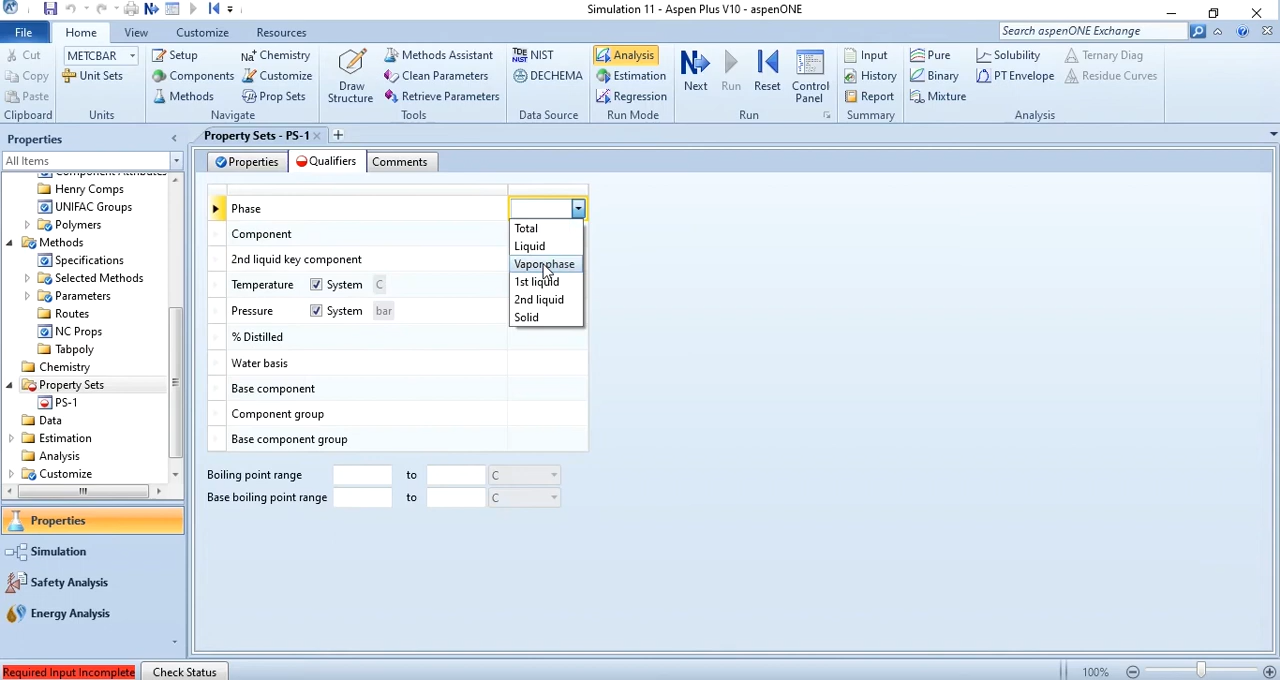 Simulation 11 - Aspen Plus V10 - aspenONE
File Home View Customize Resources Search aspenONE Exchange
Cut METCBAR Setup Chemistry Methods Assistant NIST Analysis Input Pure Solubility Ternary Diag
Copy Unit Sets Components Customize Draw Structure Clean Parameters DECHEMA Estimation Next Run Reset Control Panel History Binary PT Envelope Residue Curves
Paste Methods Prop Sets Retrieve Parameters Regression Report Mixture
Clipboard Units Navigate Tools Data Source Run Mode Run Summary Analysis
Properties
All Items
Component Attributes
Henry Comps
UNIFAC Groups
Polymers
Methods
Specifications
Selected Methods
Parameters
Routes
NC Props
Tabpoly
Chemistry
Property Sets
PS-1
Data
Estimation
Analysis
Customize
Properties
Simulation
Safety Analysis
Energy Analysis
Property Sets - PS-1
Properties Qualifiers Comments
Phase
Component
2nd liquid key component
Temperature System C
Pressure System bar
% Distilled
Water basis
Base component
Component group
Base component group
Total
Liquid
Vapor phase
1st liquid
2nd liquid
Solid
Boiling point range to C
Base boiling point range to C
Required Input Incomplete Check Status 100%